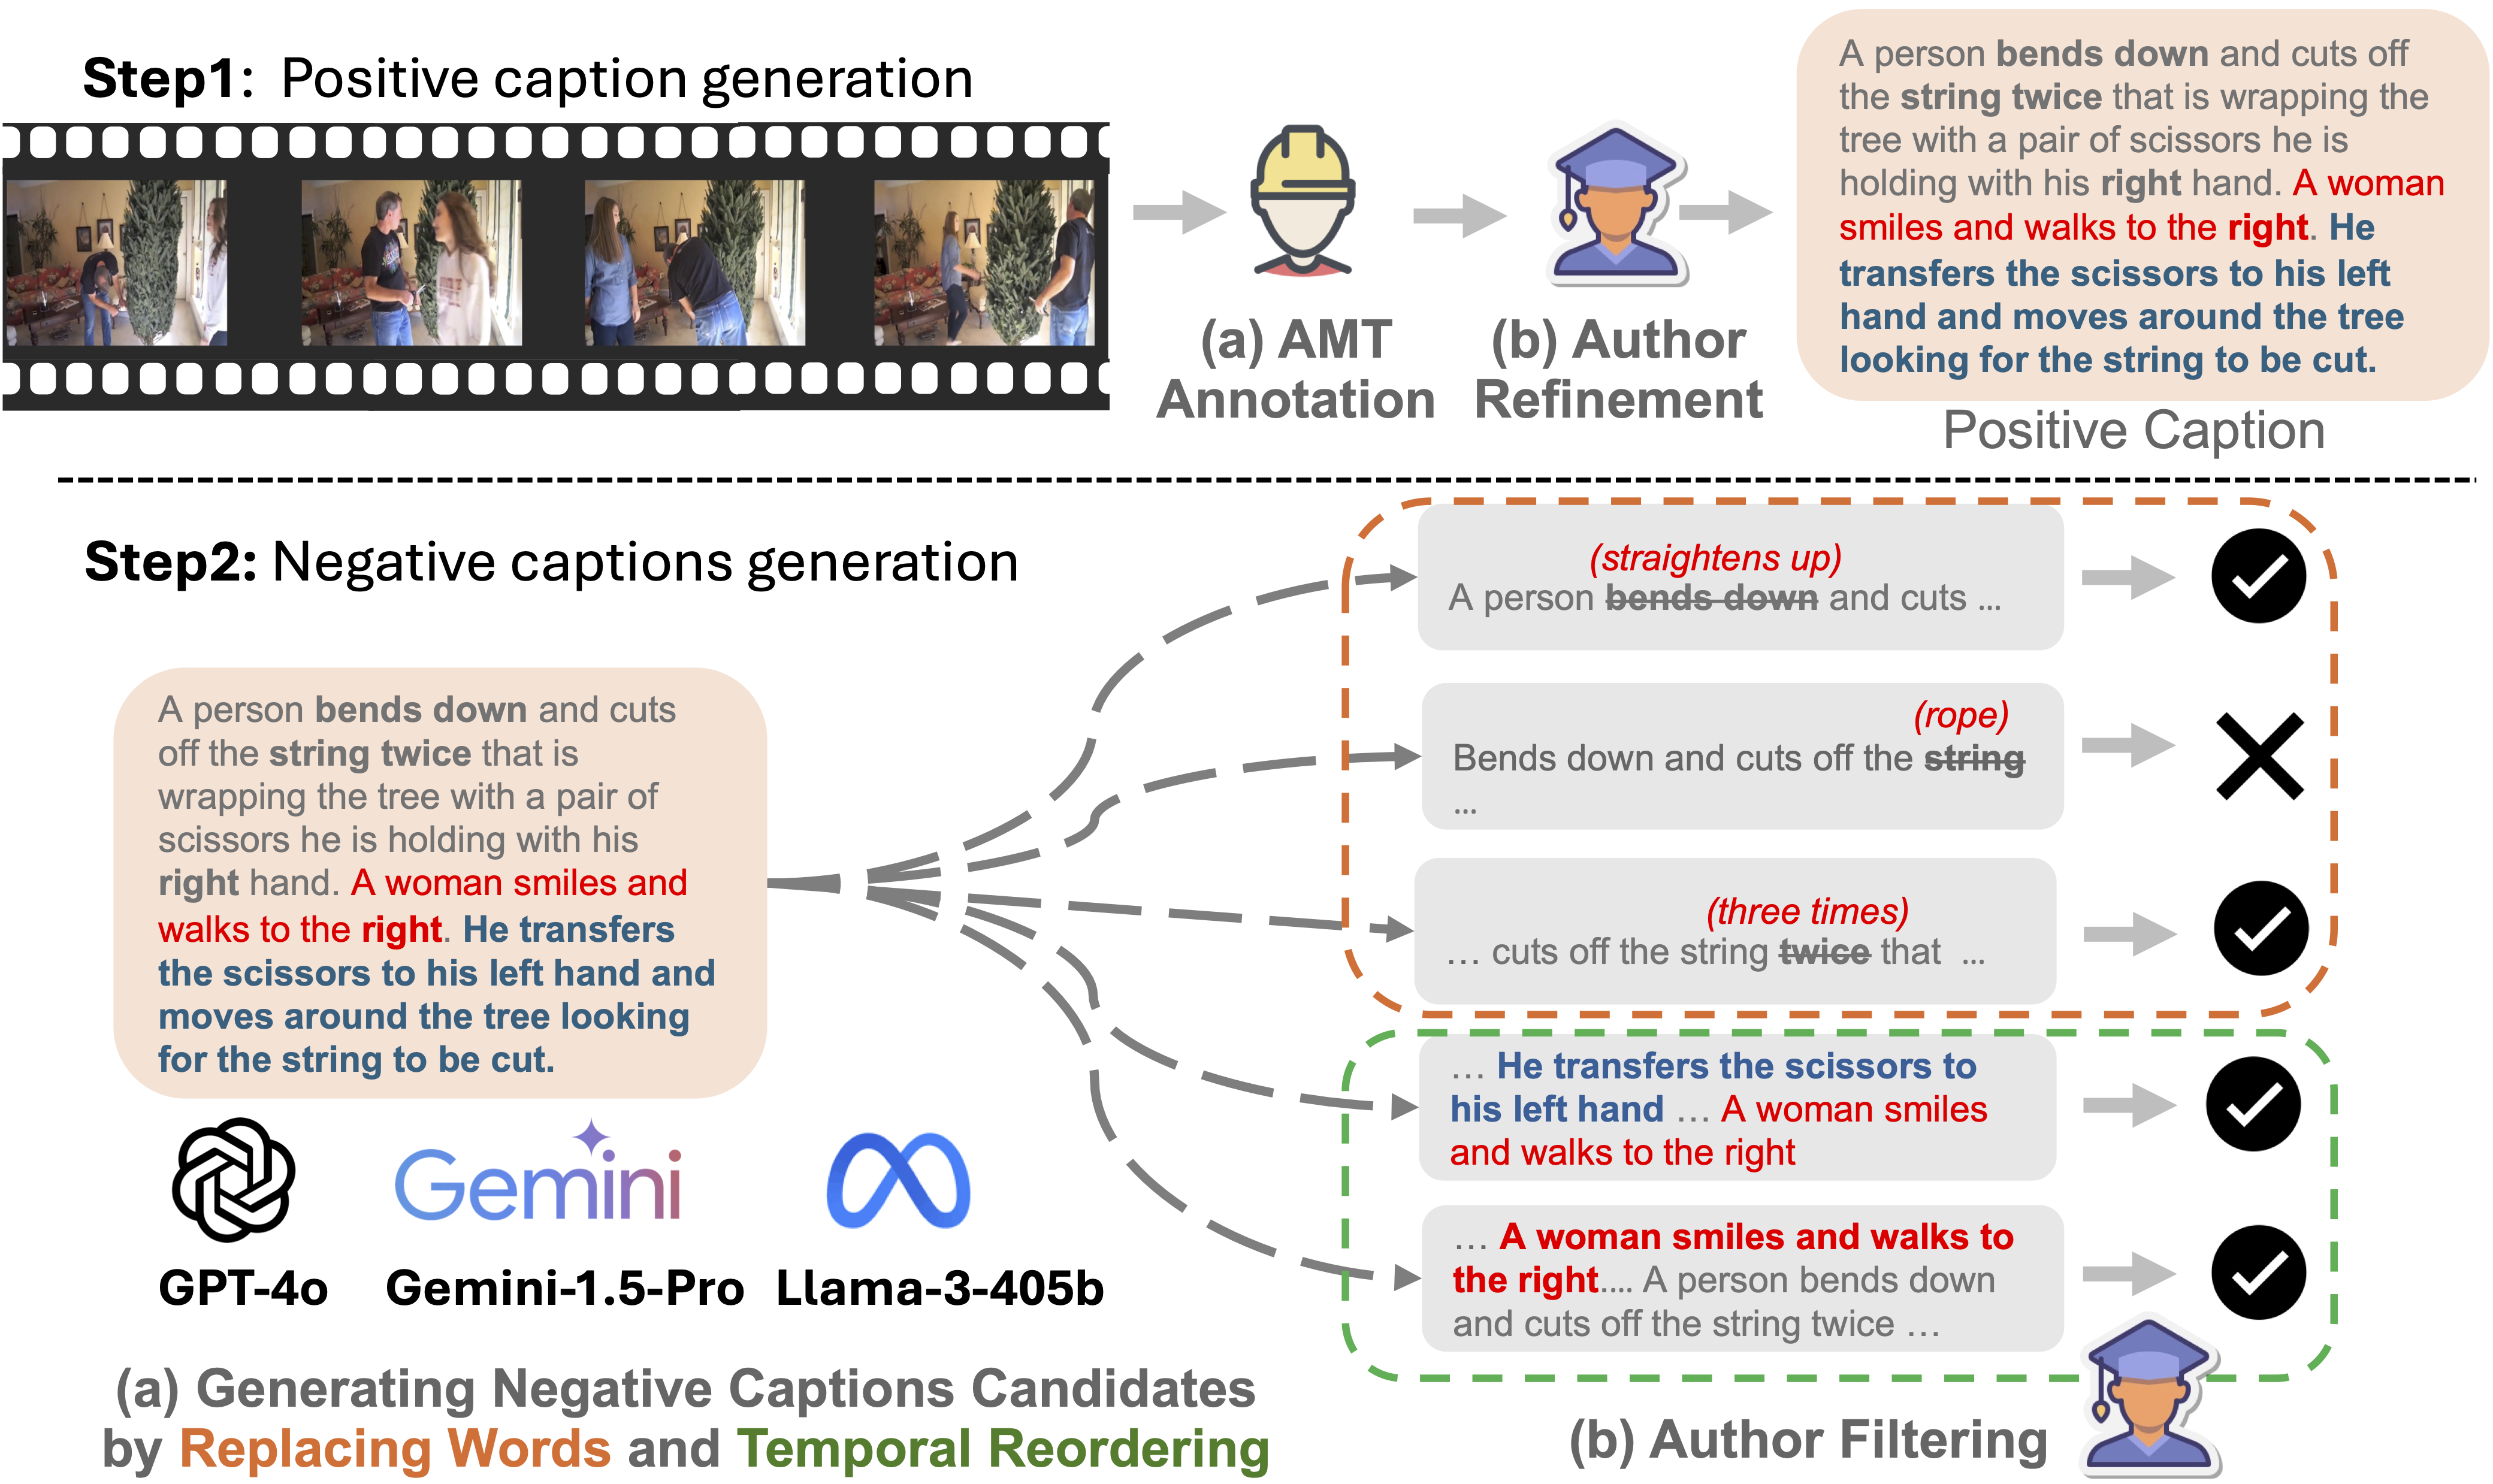 Step1: Positive caption generation
A person bends down and cuts off
the string twice that is wrapping the
tree with a pair of scissors he is
holding with his right hand. A woman
smiles and walks to the right. He
transfers the scissors to his left
hand and moves around the tree
looking for the string to be cut.
(a) AMT
Annotation
(b) Author
Refinement
Positive Caption
Step2: Negative captions generation
A person bends down and cuts
off the string twice that is
wrapping the tree with a pair of
scissors he is holding with his
right hand. A woman smiles and
walks to the right. He transfers
the scissors to his left hand and
moves around the tree looking
for the string to be cut.
Gemini
GPT-4o
Gemini-1.5-Pro
Llama-3-405b
(a) Generating Negative Captions Candidates
by Replacing Words and Temporal Reordering
(straightens up)
A person bends down and cuts ...
(rope)
Bends down and cuts off the string
...
(three times)
... cuts off the string twice that ...
... He transfers the scissors to
his left hand ... A woman smiles
and walks to the right
... A woman smiles and walks to
the right.... A person bends down
and cuts off the string twice ...
(b) Author Filtering